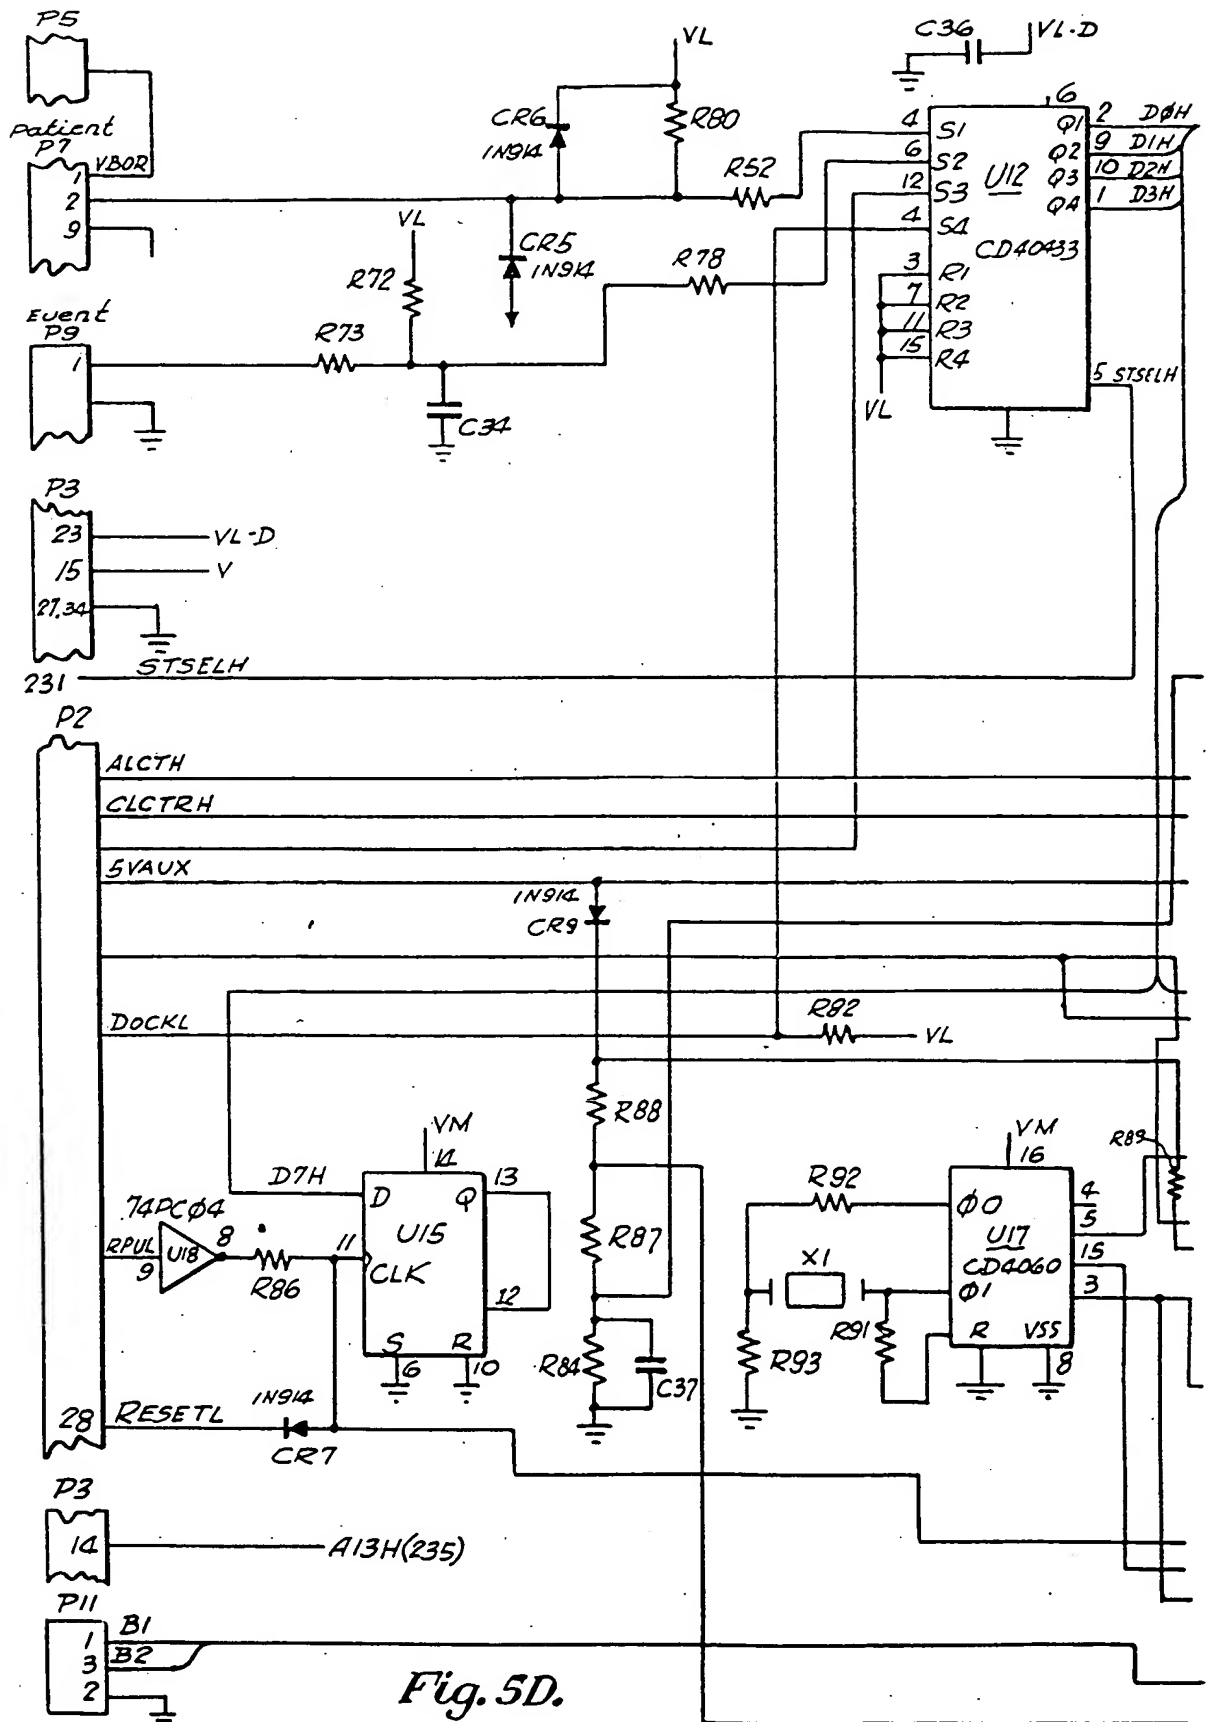 P5
C36
VL-D
VL
Patient
P7
CR6
1N914
R80
6
4 S1
Q1 2 DØH
1 VBOR
6 S2
Q2 9 D1H
2
R52
12 S3
U12
Q3 10 D2H
9
4 S4
Q4 1 D3H
VL
CR5
1N914
R78
CD40433
R72
3 R1
7 R2
Event
P9
R73
11 R3
1
15 R4
5 STSELH
VL
C34
P3
23 VL-D
15 V
27,34
STSELH
231
P2
ALCTH
CLCTRH
5VAUX
1N914
CR9
DOCKL
R82
VL
R88
VM
14
VM
16
R89
D7H
D Q 13
R92
ΦO
4
74PCØ4
U15
U17
5
RPUL
9
U18
8
R86
11
CLK
R87
X1
CD4060
15
12
Φ1
3
S
R
R84
R91
R VSS
6
10
C37
R93
8
28 RESETL
1N914
CR7
P3
14 A13H(235)
P11
1 B1
3 B2
2
Fig. 5D.